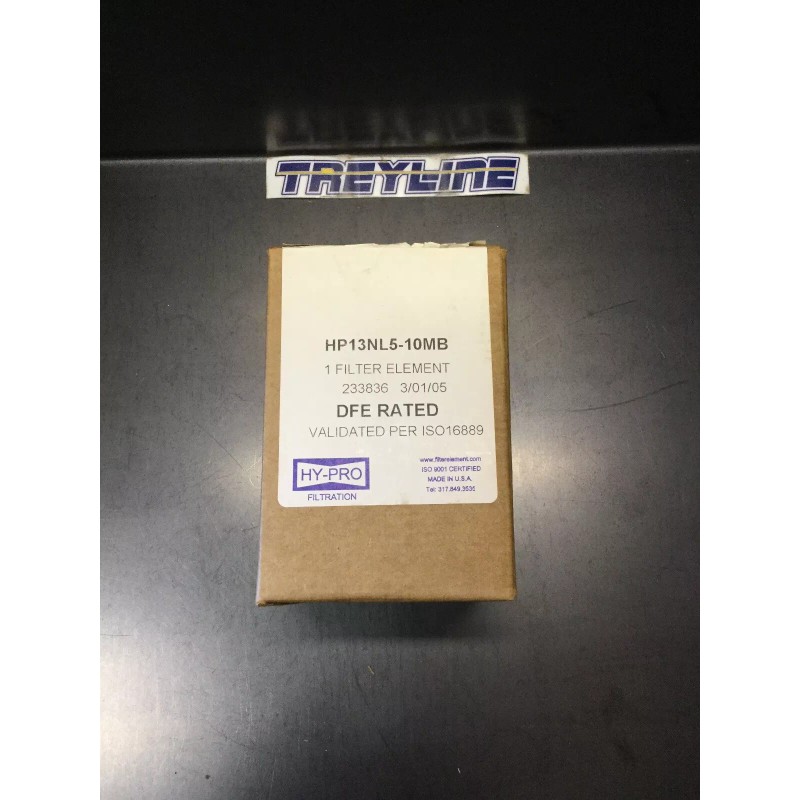 TREYLINE
HP13NL5-10MB
1 FILTER ELEMENT
233836 3/01/05
DFE RATED
VALIDATED PER ISO16889
HY-PRO
FILTRATION
www.filterelement.com
ISO 9001 CERTIFIED
MADE IN U.S.A.
Tel: 317.849.3535